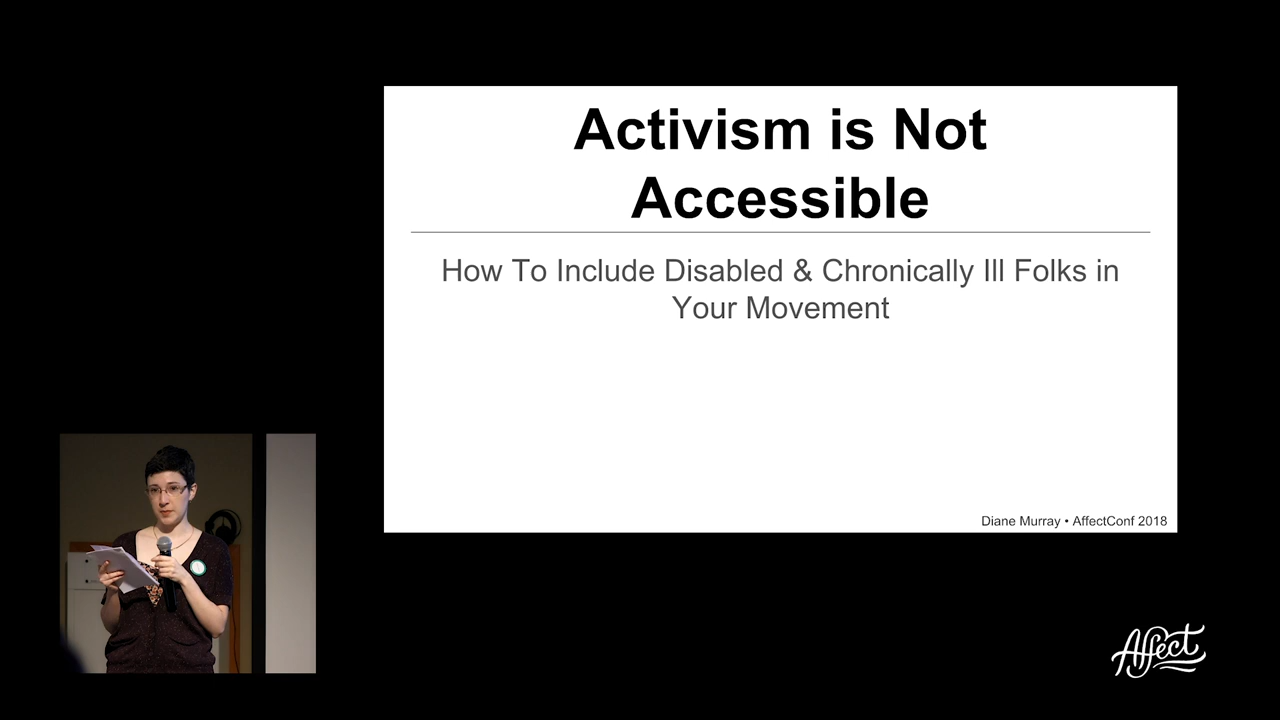 Activism is Not
Accessible
How To Include Disabled & Chronically Ill Folks in
Your Movement
Diane Murray • AffectConf 2018
Affect